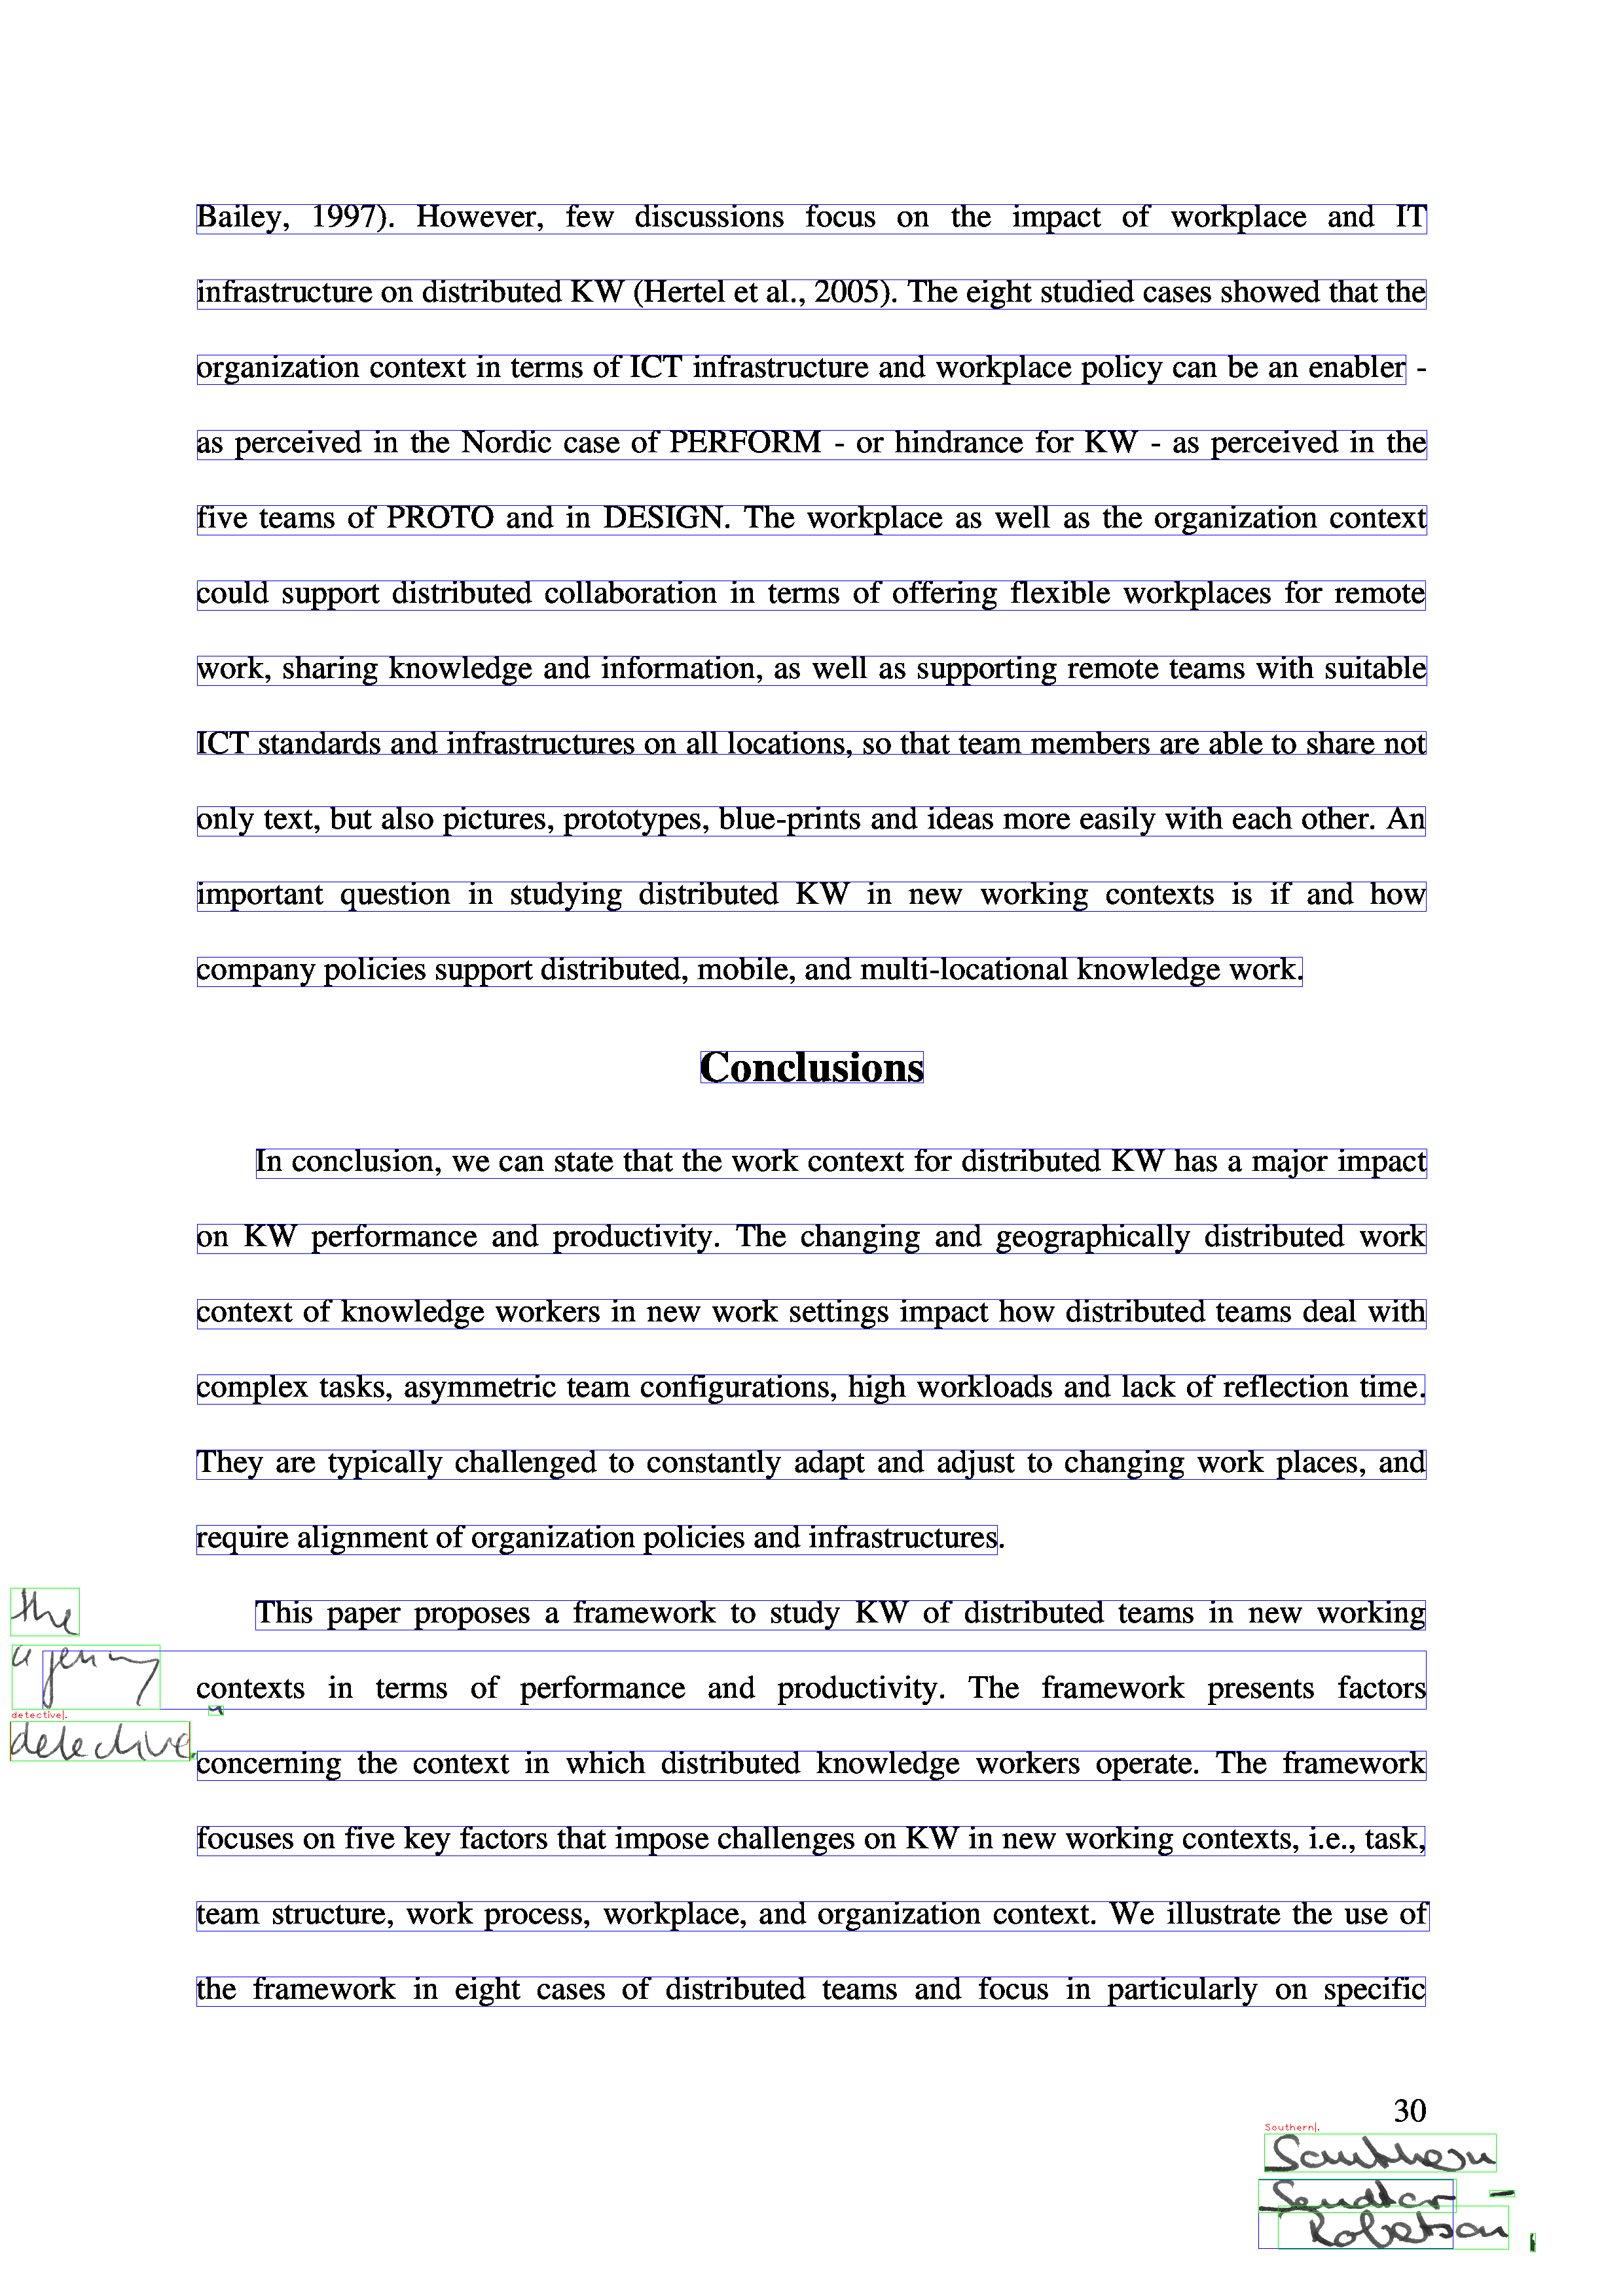 Bailey, 1997). However, few discussions focus on the impact of workplace and IT
infrastructure on distributed KW (Hertel et al., 2005). The eight studied cases showed that the
organization context in terms of ICT infrastructure and workplace policy can be an enabler -
as perceived in the Nordic case of PERFORM - or hindrance for KW - as perceived in the
five teams of PROTO and in DESIGN. The workplace as well as the organization context
could support distributed collaboration in terms of offering flexible workplaces for remote
work, sharing knowledge and information, as well as supporting remote teams with suitable
ICT standards and infrastructures on all locations, so that team members are able to share not
only text, but also pictures, prototypes, blue-prints and ideas more easily with each other. An
important question in studying distributed KW in new working contexts is if and how
company policies support distributed, mobile, and multi-locational knowledge work.
Conclusions
In conclusion, we can state that the work context for distributed KW has a major impact
on KW performance and productivity. The changing and geographically distributed work
context of knowledge workers in new work settings impact how distributed teams deal with
complex tasks, asymmetric team configurations, high workloads and lack of reflection time.
They are typically challenged to constantly adapt and adjust to changing work places, and
require alignment of organization policies and infrastructures.
This paper proposes a framework to study KW of distributed teams in new working
contexts in terms of performance and productivity. The framework presents factors
concerning the context in which distributed knowledge workers operate. The framework
focuses on five key factors that impose challenges on KW in new working contexts, i.e., task,
team structure, work process, workplace, and organization context. We illustrate the use of
the framework in eight cases of distributed teams and focus in particularly on specific
the
agency
detective|.
detective
30
Southern|.
Southern
Senator -
Robetson